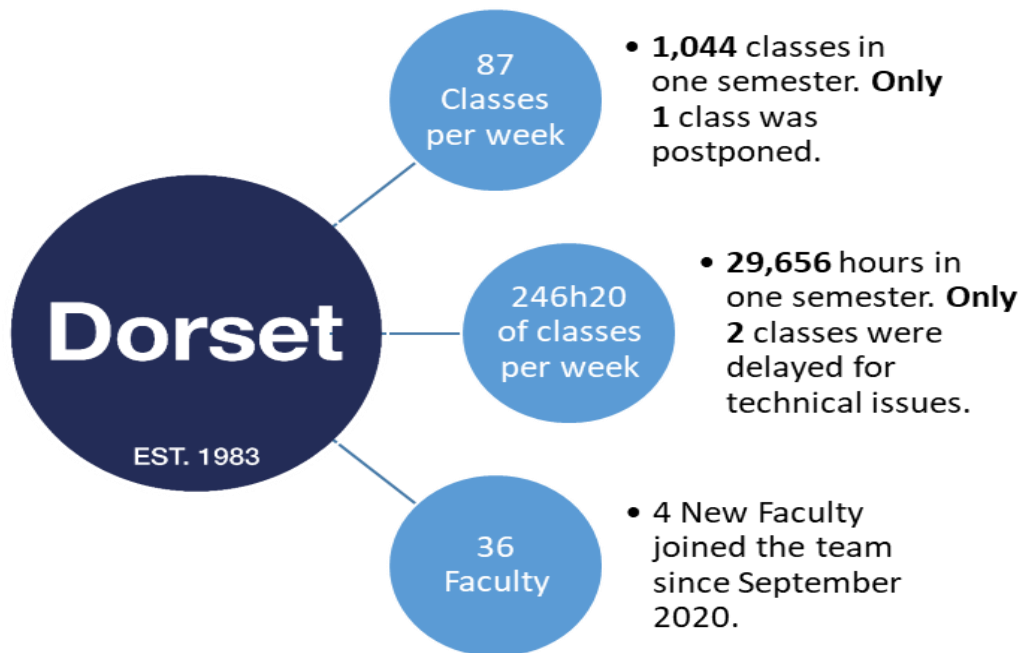 87
Classes
per week
• 1,044 classes in
one semester. Only
1 class was
postponed.
Dorset
EST. 1983
246h20
of classes
per week
• 29,656 hours in
one semester. Only
2 classes were
delayed for
technical issues.
36
Faculty
• 4 New Faculty
joined the team
since September
2020.